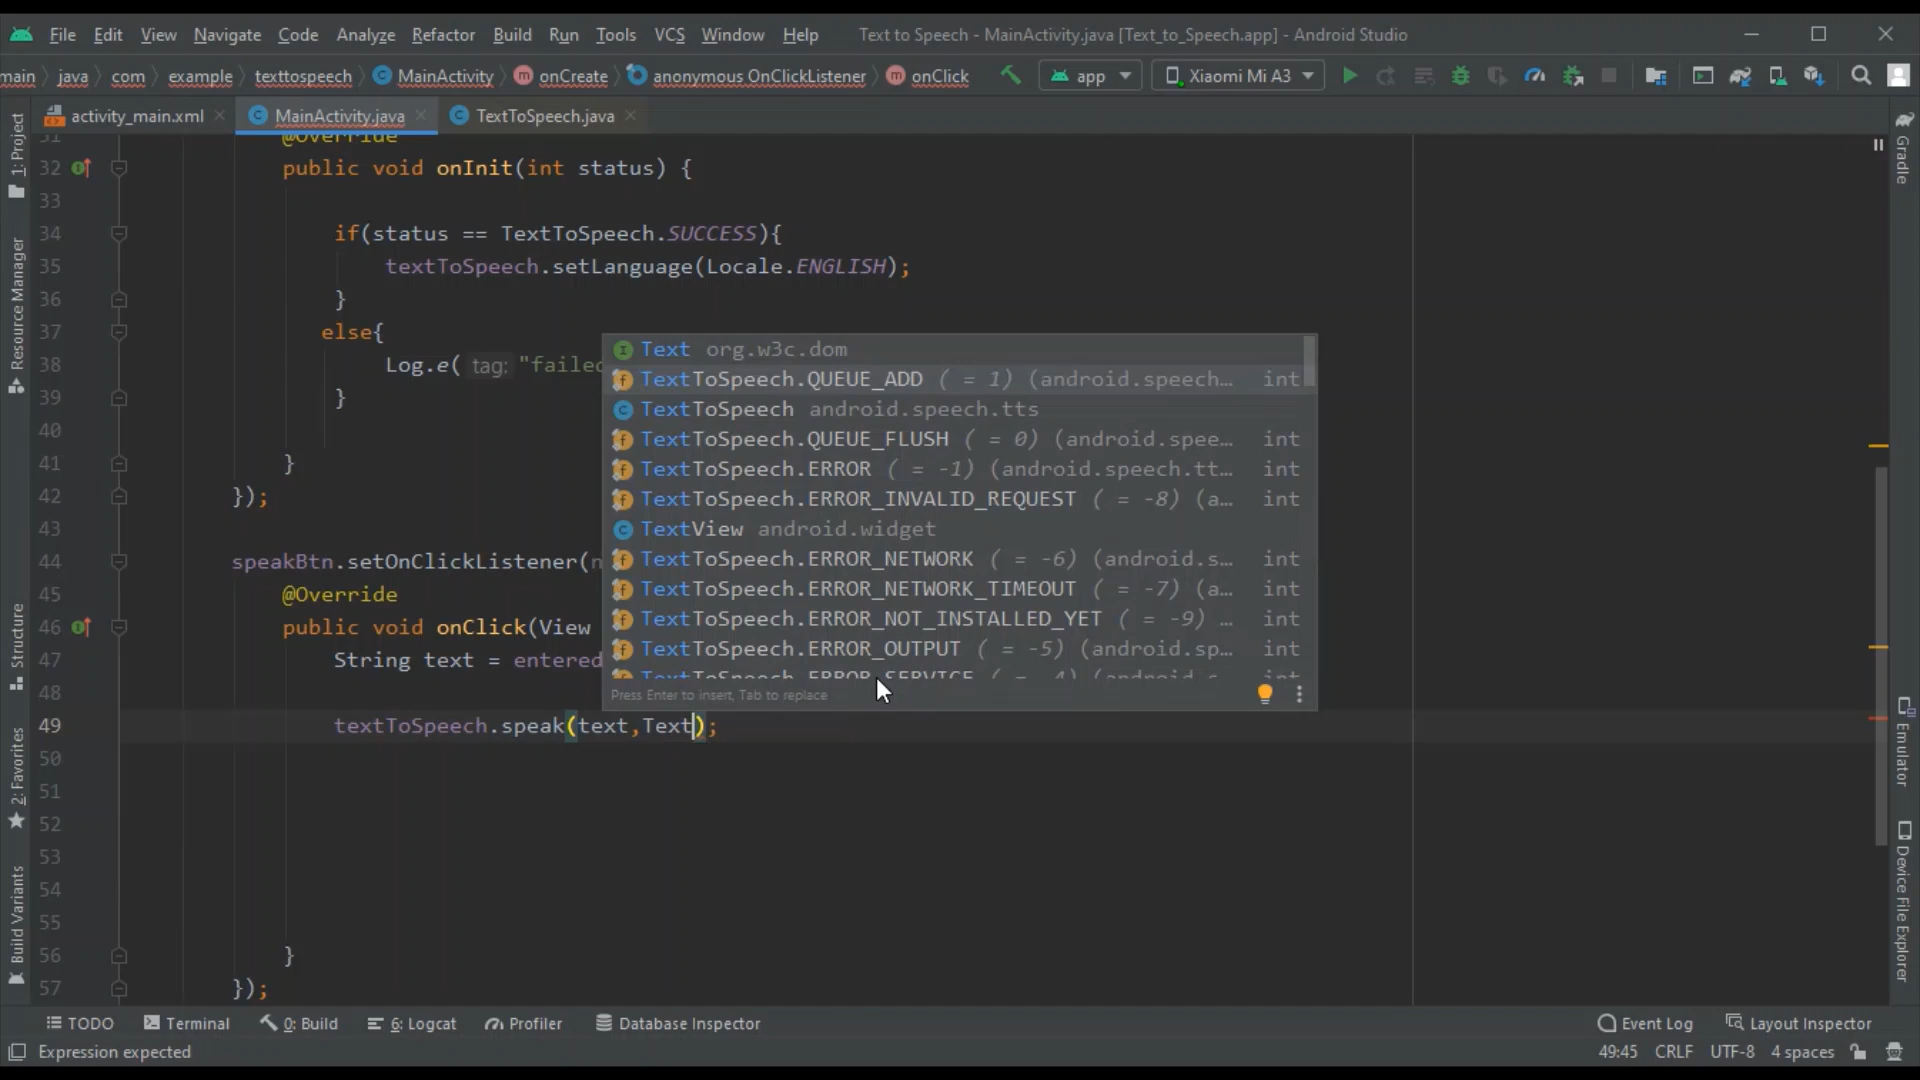 File Edit View Navigate Code Analyze Refactor Build Run Tools VCS Window Help Text to Speech - MainActivity.java [Text_to_Speech.app] - Android Studio
main java com example texttospeech MainActivity onCreate anonymous OnClickListener onClick app Xiaomi Mi A3
activity_main.xml MainActivity.java TextToSpeech.java
31 @Override
32 public void onInit(int status) {
33
34 if(status == TextToSpeech.SUCCESS){
35 textToSpeech.setLanguage(Locale.ENGLISH);
36 }
37 else{
38 Log.e( tag: "failed
39 }
40
41 }
42 });
43
44 speakBtn.setOnClickListener(n
45 @Override
46 public void onClick(View
47 String text = entered
48
49 textToSpeech.speak(text,Text);
50
51
52
53
54
55
56 }
57 });
Text org.w3c.dom
TextToSpeech.QUEUE_ADD ( = 1) (android.speech... int
TextToSpeech android.speech.tts
TextToSpeech.QUEUE_FLUSH ( = 0) (android.spee... int
TextToSpeech.ERROR ( = -1) (android.speech.tt... int
TextToSpeech.ERROR_INVALID_REQUEST ( = -8) (a... int
TextView android.widget
TextToSpeech.ERROR_NETWORK ( = -6) (android.s... int
TextToSpeech.ERROR_NETWORK_TIMEOUT ( = -7) (a... int
TextToSpeech.ERROR_NOT_INSTALLED_YET ( = -9) ... int
TextToSpeech.ERROR_OUTPUT ( = -5) (android.sp... int
TextToSpeech.ERROR_SERVICE ( = -4) (android.s... int
Press Enter to insert, Tab to replace
1: Project
Resource Manager
Structure
2: Favorites
Build Variants
Gradle
Emulator
Device File Explorer
TODO Terminal 0: Build 6: Logcat Profiler Database Inspector Event Log Layout Inspector
Expression expected 49:45 CRLF UTF-8 4 spaces